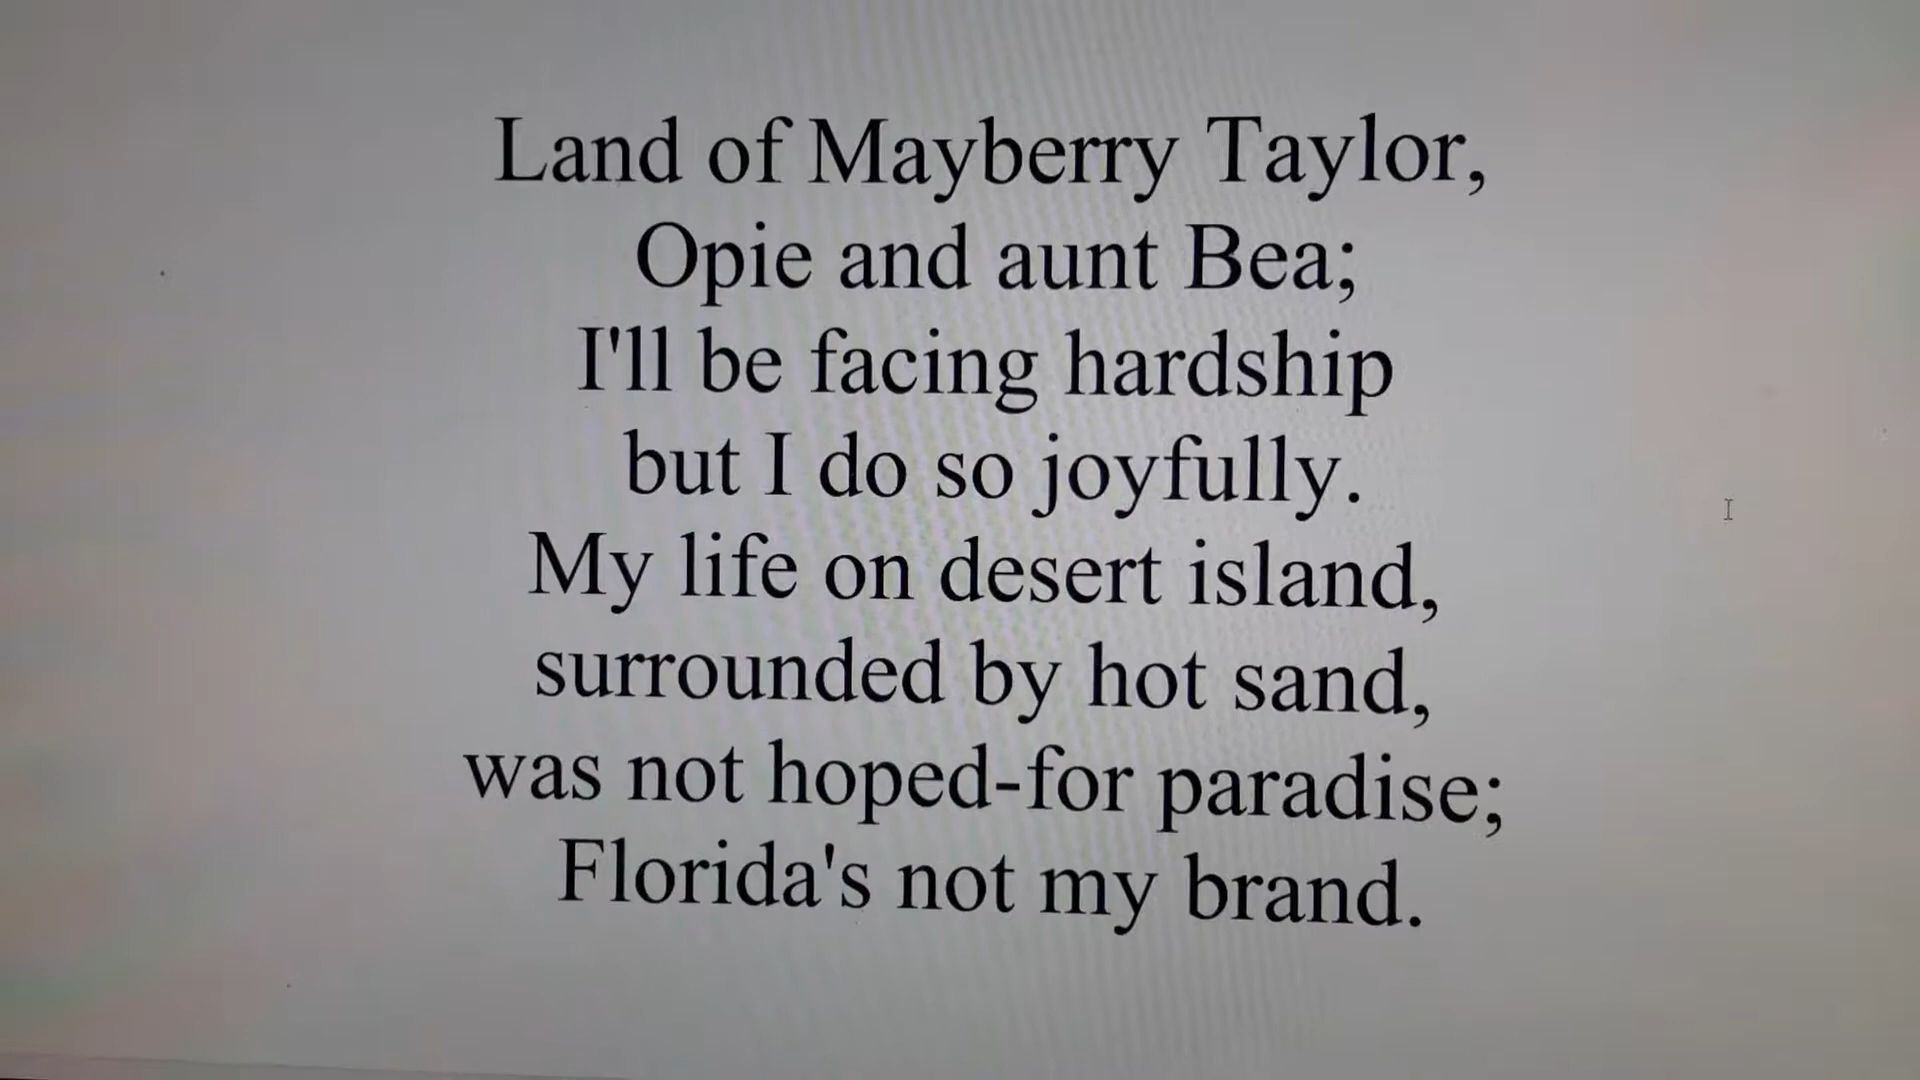 Land of Mayberry Taylor,
Opie and aunt Bea;
I'll be facing hardship
but I do so joyfully.
My life on desert island,
surrounded by hot sand,
was not hoped-for paradise;
Florida's not my brand.